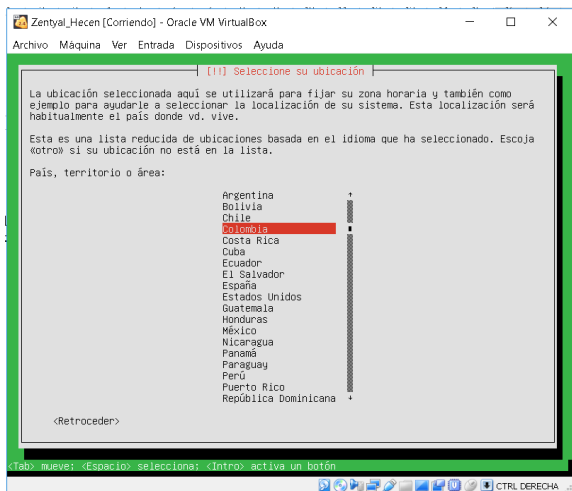 Zentyal_Hecen [Corriendo] - Oracle VM VirtualBox
Archivo Máquina Ver Entrada Dispositivos Ayuda
[!!] Seleccione su ubicación
La ubicación seleccionada aquí se utilizará para fijar su zona horaria y también como
ejemplo para ayudarle a seleccionar la localización de su sistema. Esta localización será
habitualmente el país donde vd. vive.
Esta es una lista reducida de ubicaciones basada en el idioma que ha seleccionado. Escoja
«otro» si su ubicación no está en la lista.
País, territorio o área:
Argentina
Bolivia
Chile
Colombia
Costa Rica
Cuba
Ecuador
El Salvador
España
Estados Unidos
Guatemala
Honduras
México
Nicaragua
Panamá
Paraguay
Perú
Puerto Rico
República Dominicana
<Retroceder>
<Tab> mueve; <Espacio> selecciona; <Intro> activa un botón
CTRL DERECHA